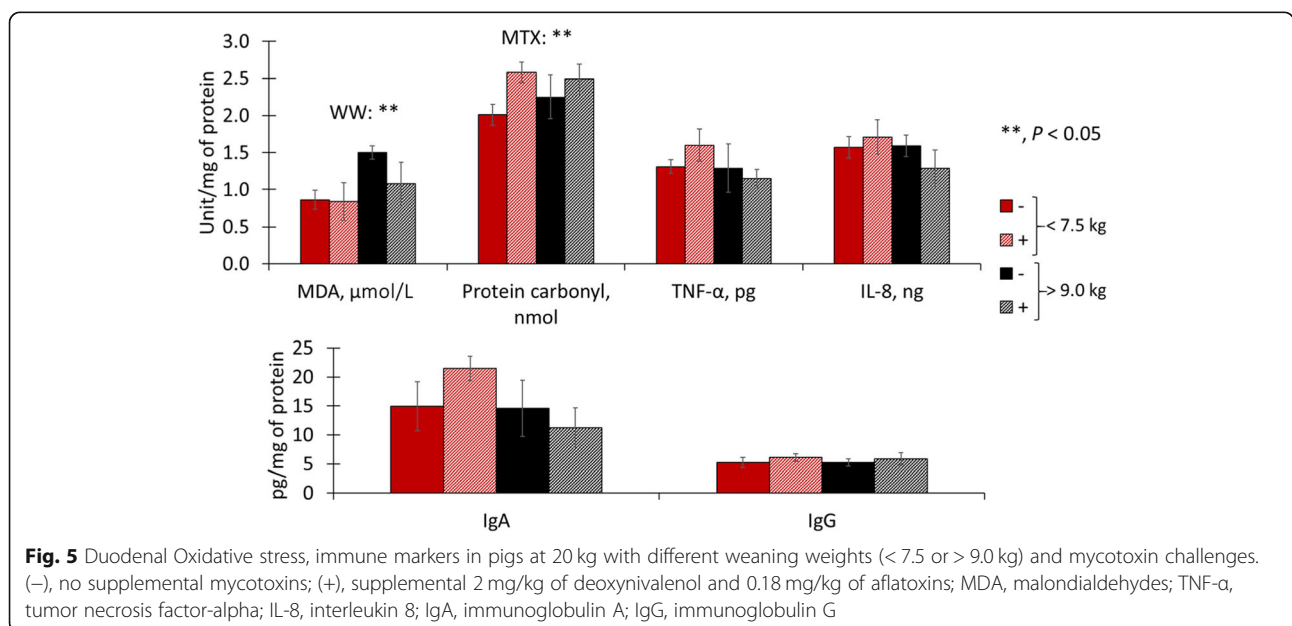 3.0
2.5
2.0
1.5
1.0
0.5
0.0
Unit/mg of protein
WW: **
MTX: **
MDA, µmol/L
Protein carbonyl,
nmol
TNF-α, pg
IL-8, ng
**, P < 0.05
-
+
< 7.5 kg
-
+
> 9.0 kg
25
20
15
10
5
0
pg/mg of protein
IgA
IgG
Fig. 5 Duodenal Oxidative stress, immune markers in pigs at 20 kg with different weaning weights (< 7.5 or > 9.0 kg) and mycotoxin challenges.
(−), no supplemental mycotoxins; (+), supplemental 2 mg/kg of deoxynivalenol and 0.18 mg/kg of aflatoxins; MDA, malondialdehydes; TNF-α,
tumor necrosis factor-alpha; IL-8, interleukin 8; IgA, immunoglobulin A; IgG, immunoglobulin G